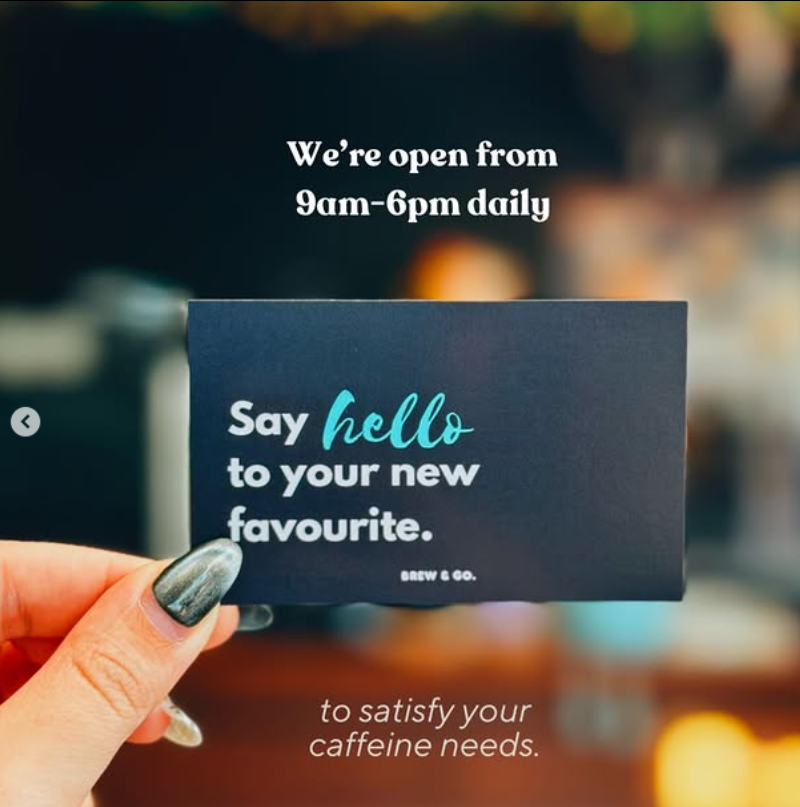 We're open from
9am-6pm daily
Say hello
to your new
favourite.
BREW & GO.
to satisfy your
caffeine needs.